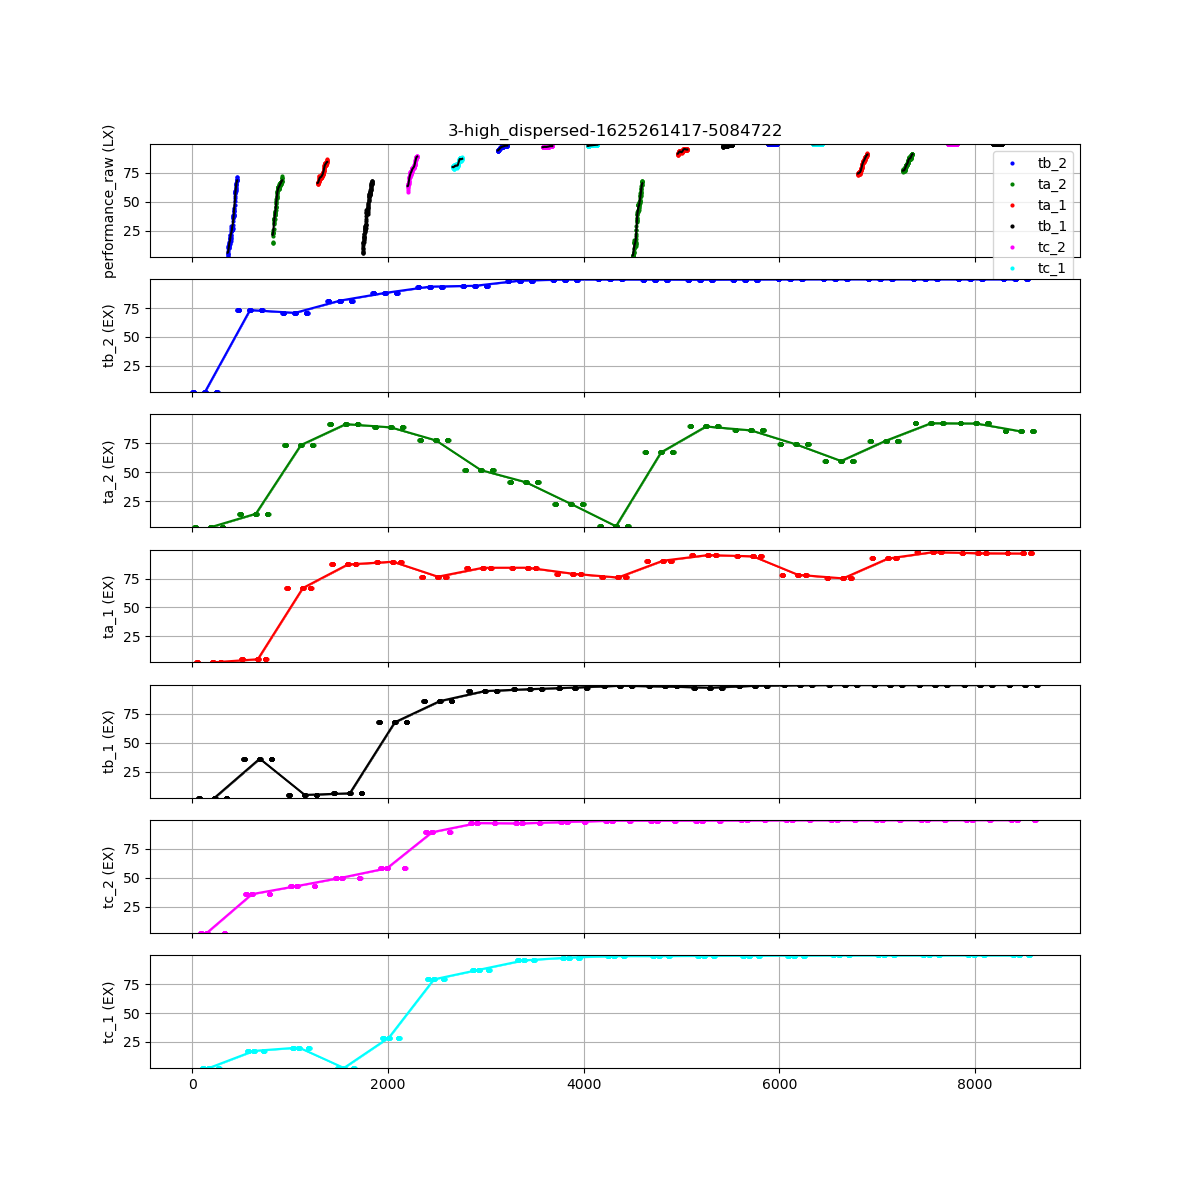 3-high_dispersed-1625261417-5084722
performance_raw (LX)
75
50
25
tb_2
ta_2
ta_1
tb_1
tc_2
tc_1
tb_2 (EX)
75
50
25
ta_2 (EX)
75
50
25
ta_1 (EX)
75
50
25
tb_1 (EX)
75
50
25
tc_2 (EX)
75
50
25
tc_1 (EX)
75
50
25
0 2000 4000 6000 8000